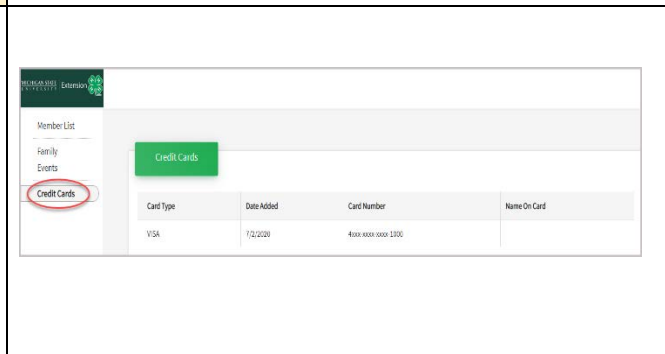 MICHIGAN STATE
UNIVERSITY Extension
Member List
Family
Events
Credit Cards
Credit Cards
Card Type Date Added Card Number Name On Card
VISA 7/2/2020 4xxx-xxxx-xxxx-1000